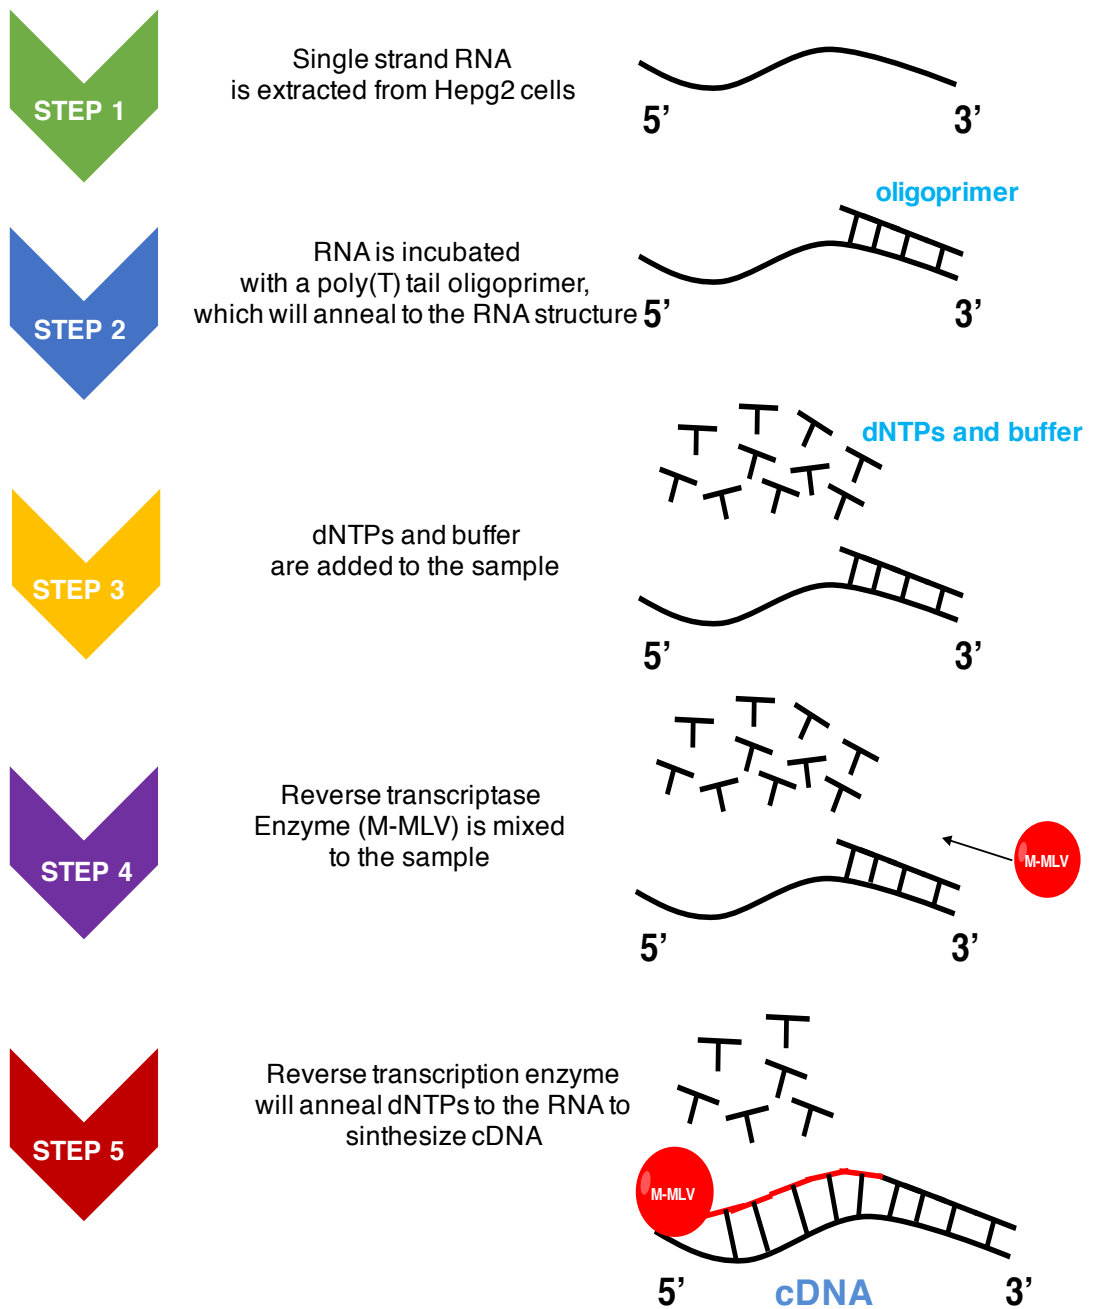 STEP 1
Single strand RNA
is extracted from Hepg2 cells
5’
3’
oligoprimer
STEP 2
RNA is incubated
with a poly(T) tail oligoprimer,
which will anneal to the RNA structure
5’
3’
dNTPs and buffer
STEP 3
dNTPs and buffer
are added to the sample
5’
3’
STEP 4
Reverse transcriptase
Enzyme (M-MLV) is mixed
to the sample
M-MLV
5’
3’
STEP 5
Reverse transcription enzyme
will anneal dNTPs to the RNA to
sinthesize cDNA
M-MLV
5’
cDNA
3’